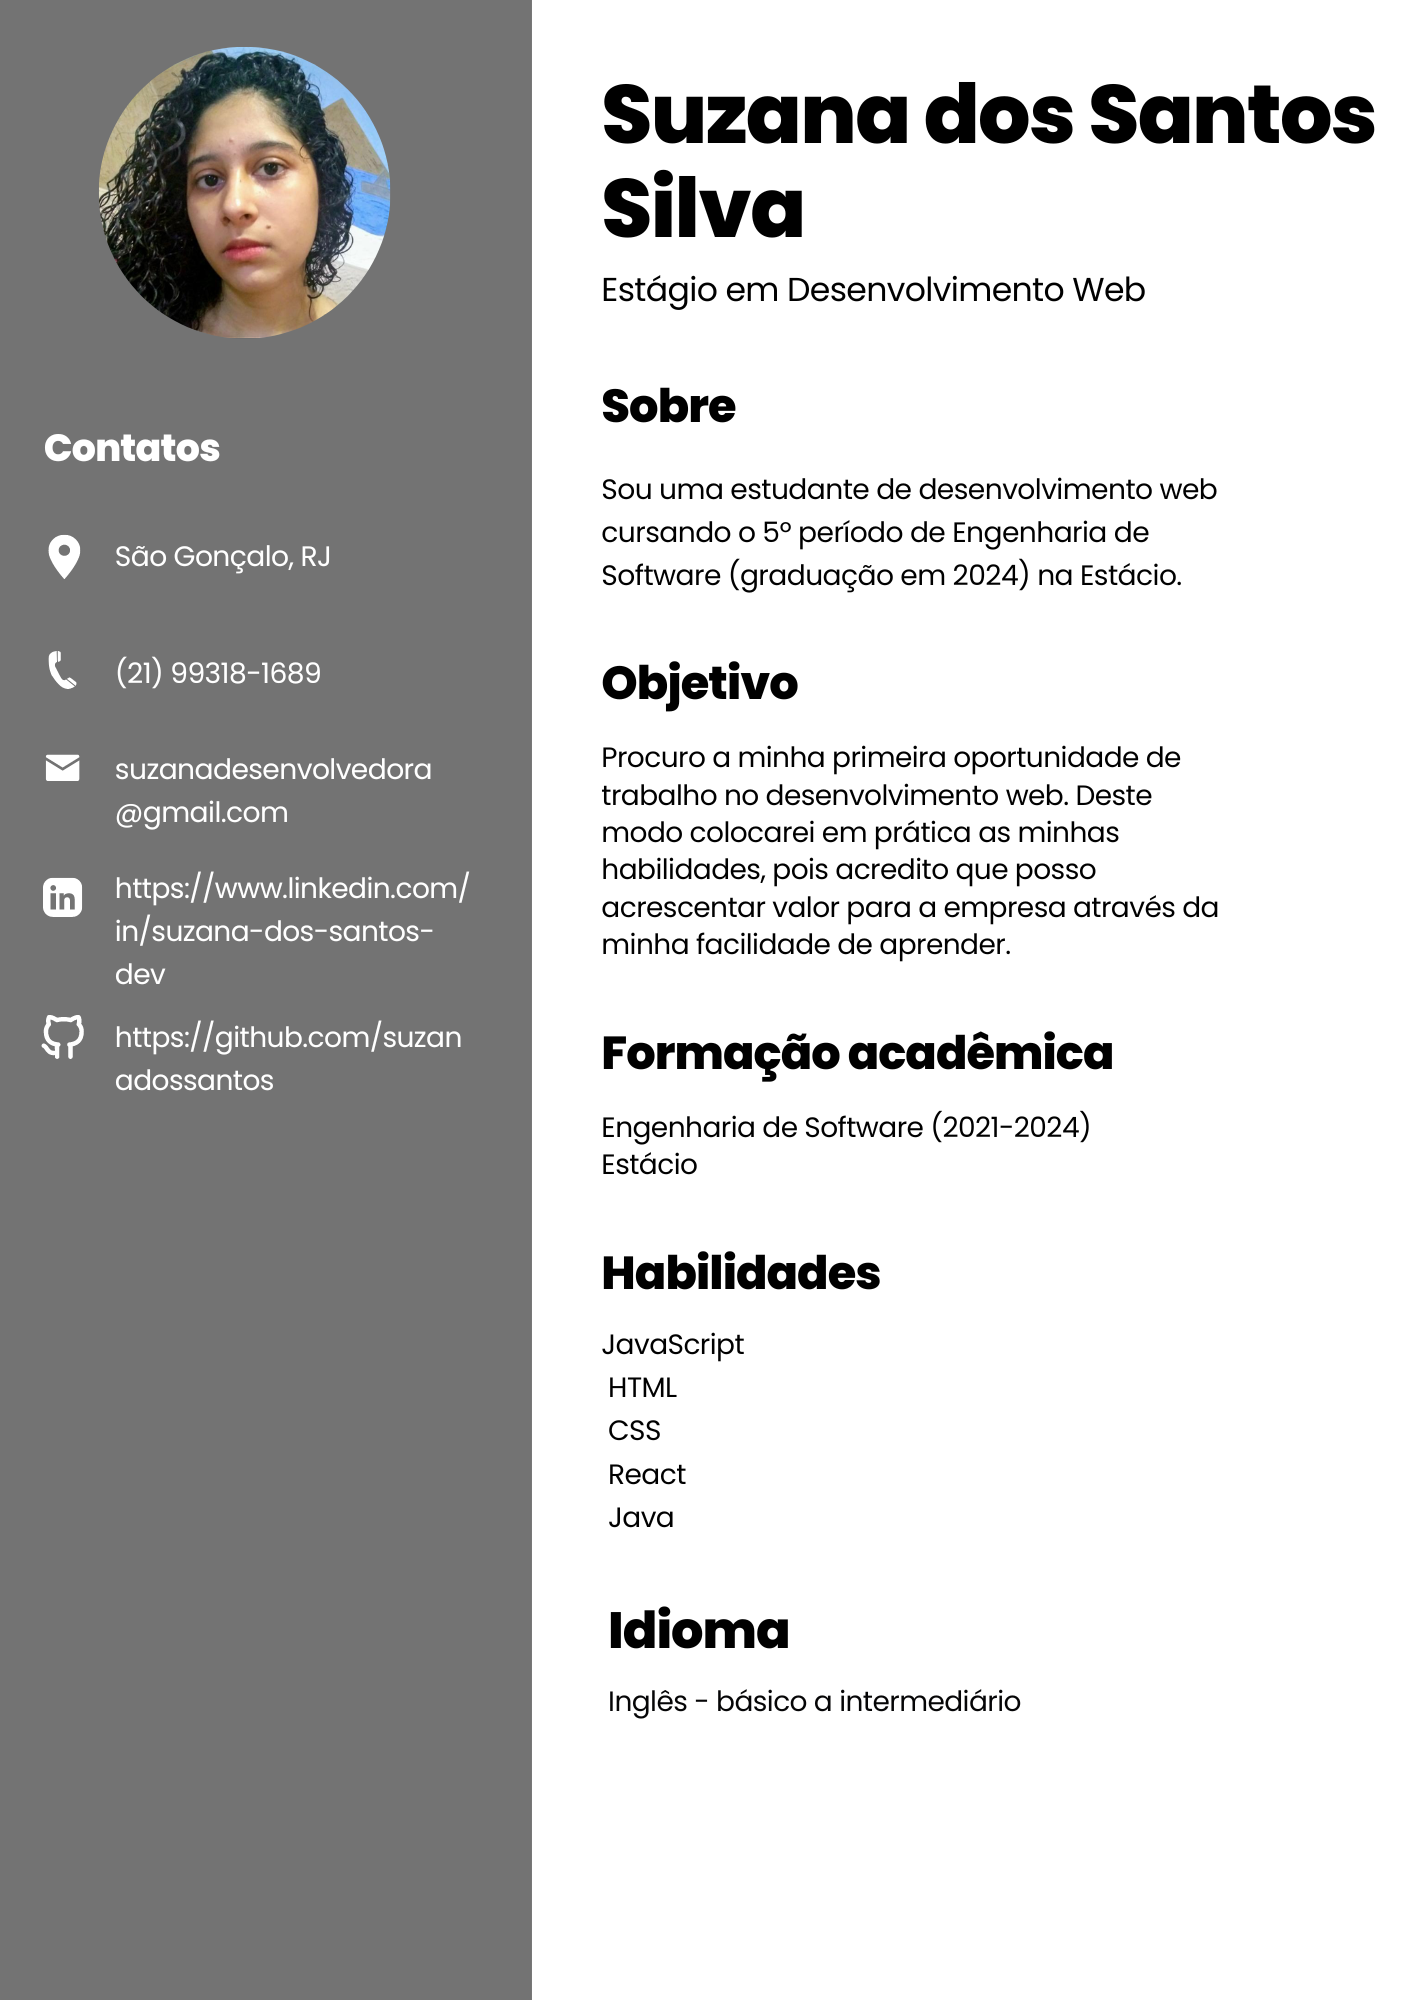 Suzana dos Santos
Silva
Estágio em Desenvolvimento Web
Contatos
São Gonçalo, RJ
(21) 99318-1689
suzanadesenvolvedora
@gmail.com
https://www.linkedin.com/
in/suzana-dos-santos-
dev
https://github.com/suzan
adossantos
Sobre
Sou uma estudante de desenvolvimento web
cursando o 5º período de Engenharia de
Software (graduação em 2024) na Estácio.
Objetivo
Procuro a minha primeira oportunidade de
trabalho no desenvolvimento web. Deste
modo colocarei em prática as minhas
habilidades, pois acredito que posso
acrescentar valor para a empresa através da
minha facilidade de aprender.
Formação acadêmica
Engenharia de Software (2021-2024)
Estácio
Habilidades
JavaScript
HTML
CSS
React
Java
Idioma
Inglês - básico a intermediário